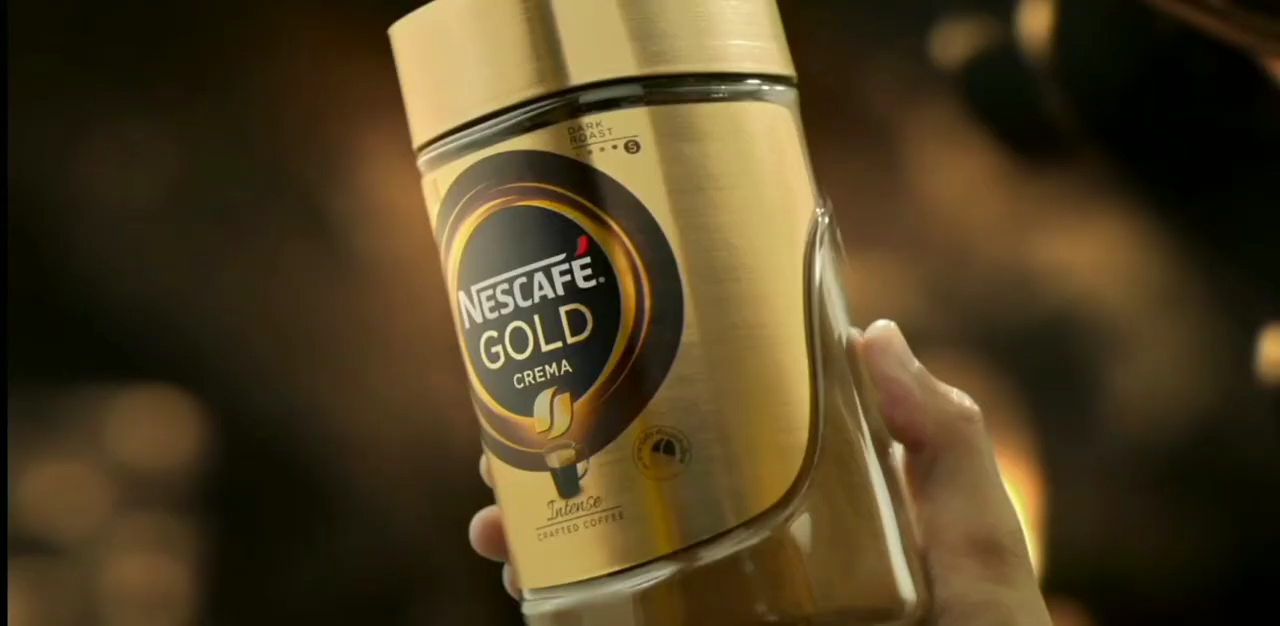 DARK
ROAST
5
NESCAFÉ®
GOLD
CREMA
Intense
CRAFTED COFFEE